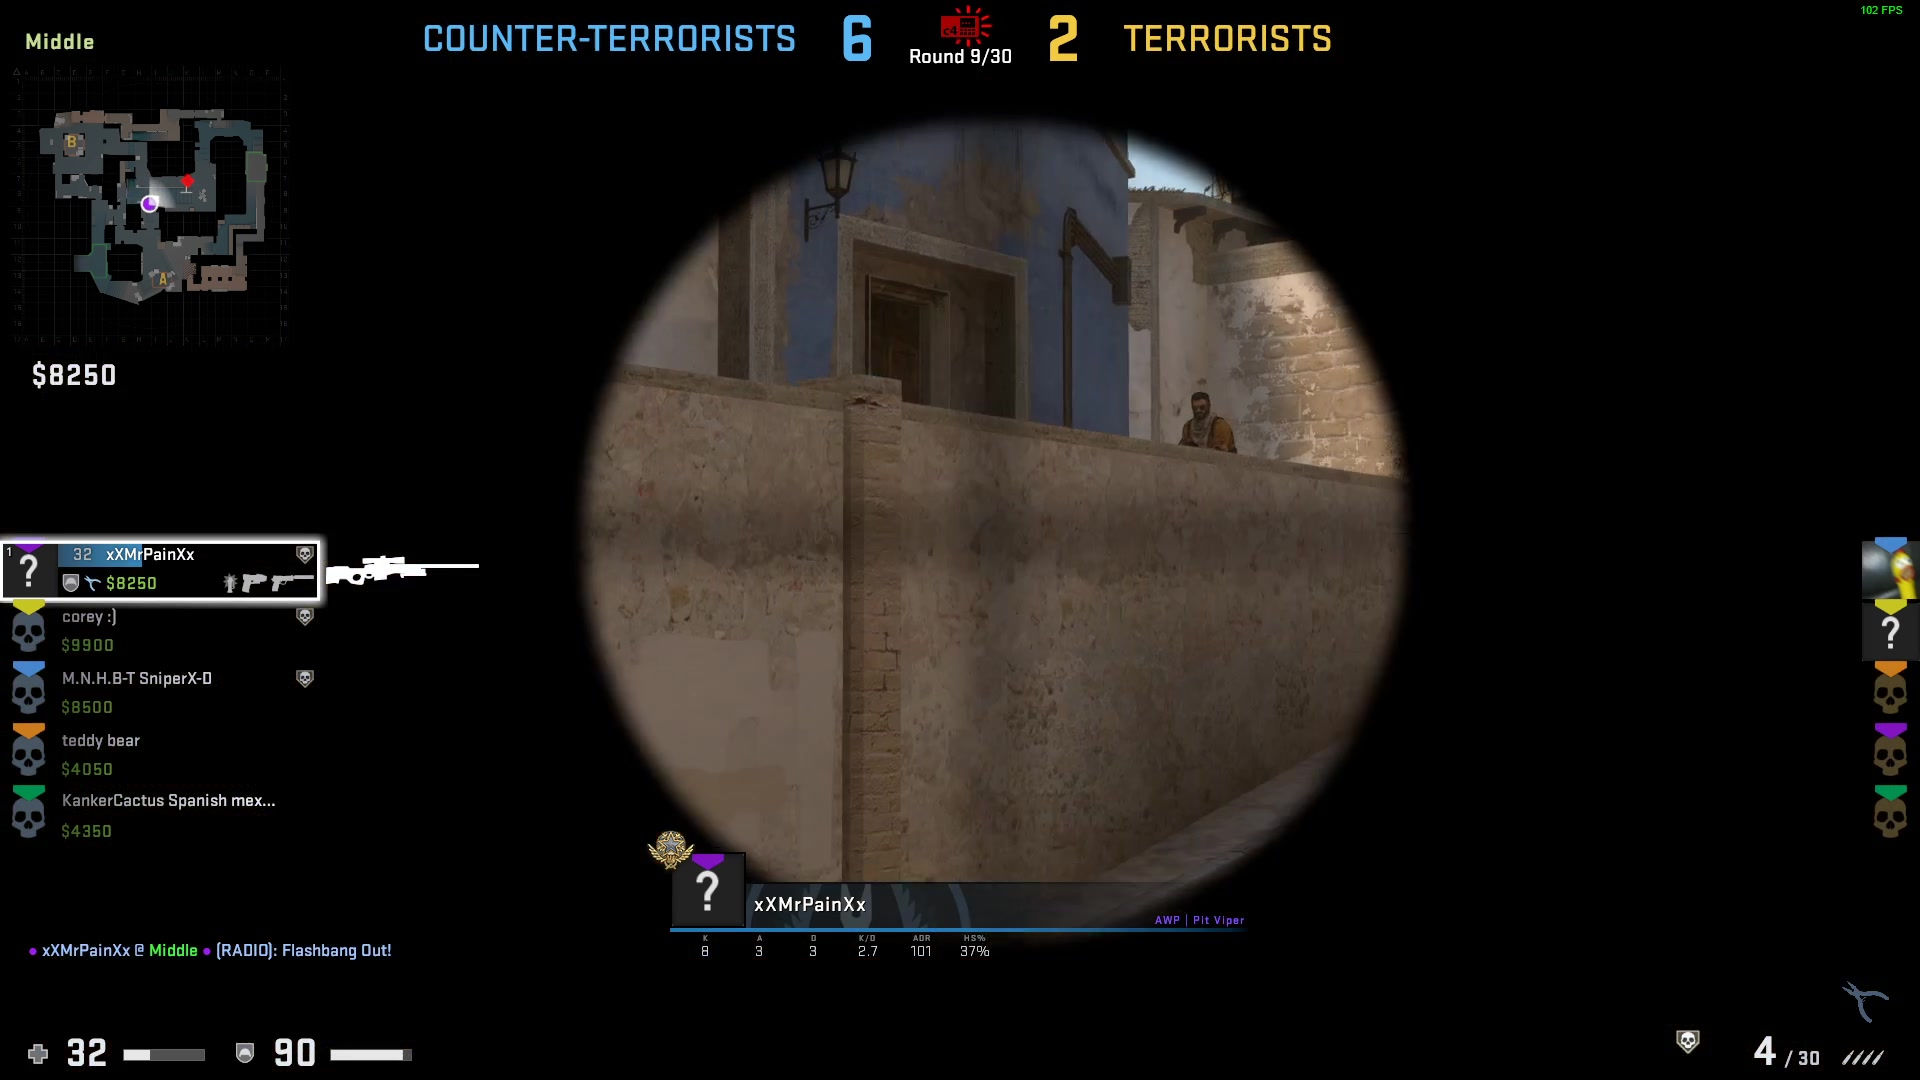 102 FPS
Middle
COUNTER-TERRORISTS 6 2 TERRORISTS
Round 9/30
B
A
$8250
1 ? 32 xXMrPainXx
$8250
corey :)
$9900
M.N.H.B-T SniperX-D
$8500
teddy bear
$4050
KankerCactus Spanish mex...
$4350
?
? xXMrPainXx
AWP | Pit Viper
K A D K/D ADR HS%
8 3 3 2.7 101 37%
xXMrPainXx @ Middle (RADIO): Flashbang Out!
32 90
4 / 30